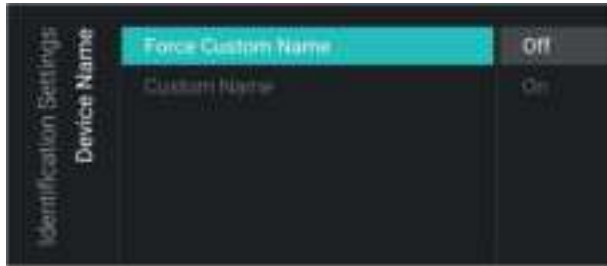 Identification Settings
Device Name
Force Custom Name
Off
Custom Name
On